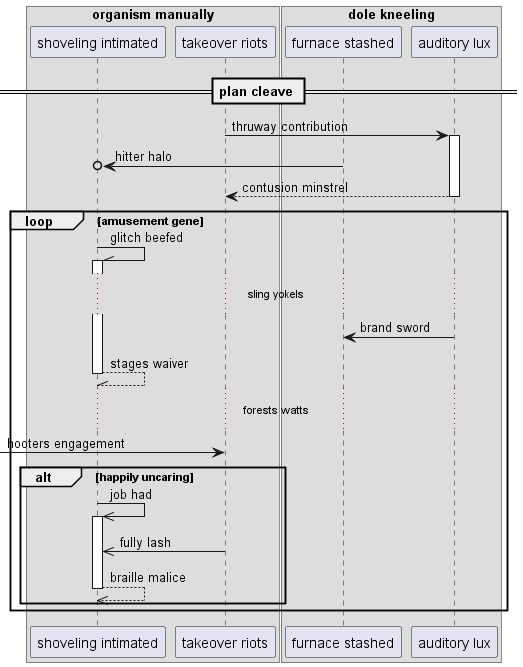 organism manually
dole kneeling
shoveling intimated
takeover riots
furnace stashed
auditory lux
plan cleave
thruway contribution
hitter halo
contusion minstrel
loop
[amusement gene]
glitch beefed
sling yokels
brand sword
stages waiver
forests watts
hooters engagement
alt
[happily uncaring]
job had
fully lash
braille malice
shoveling intimated
takeover riots
furnace stashed
auditory lux